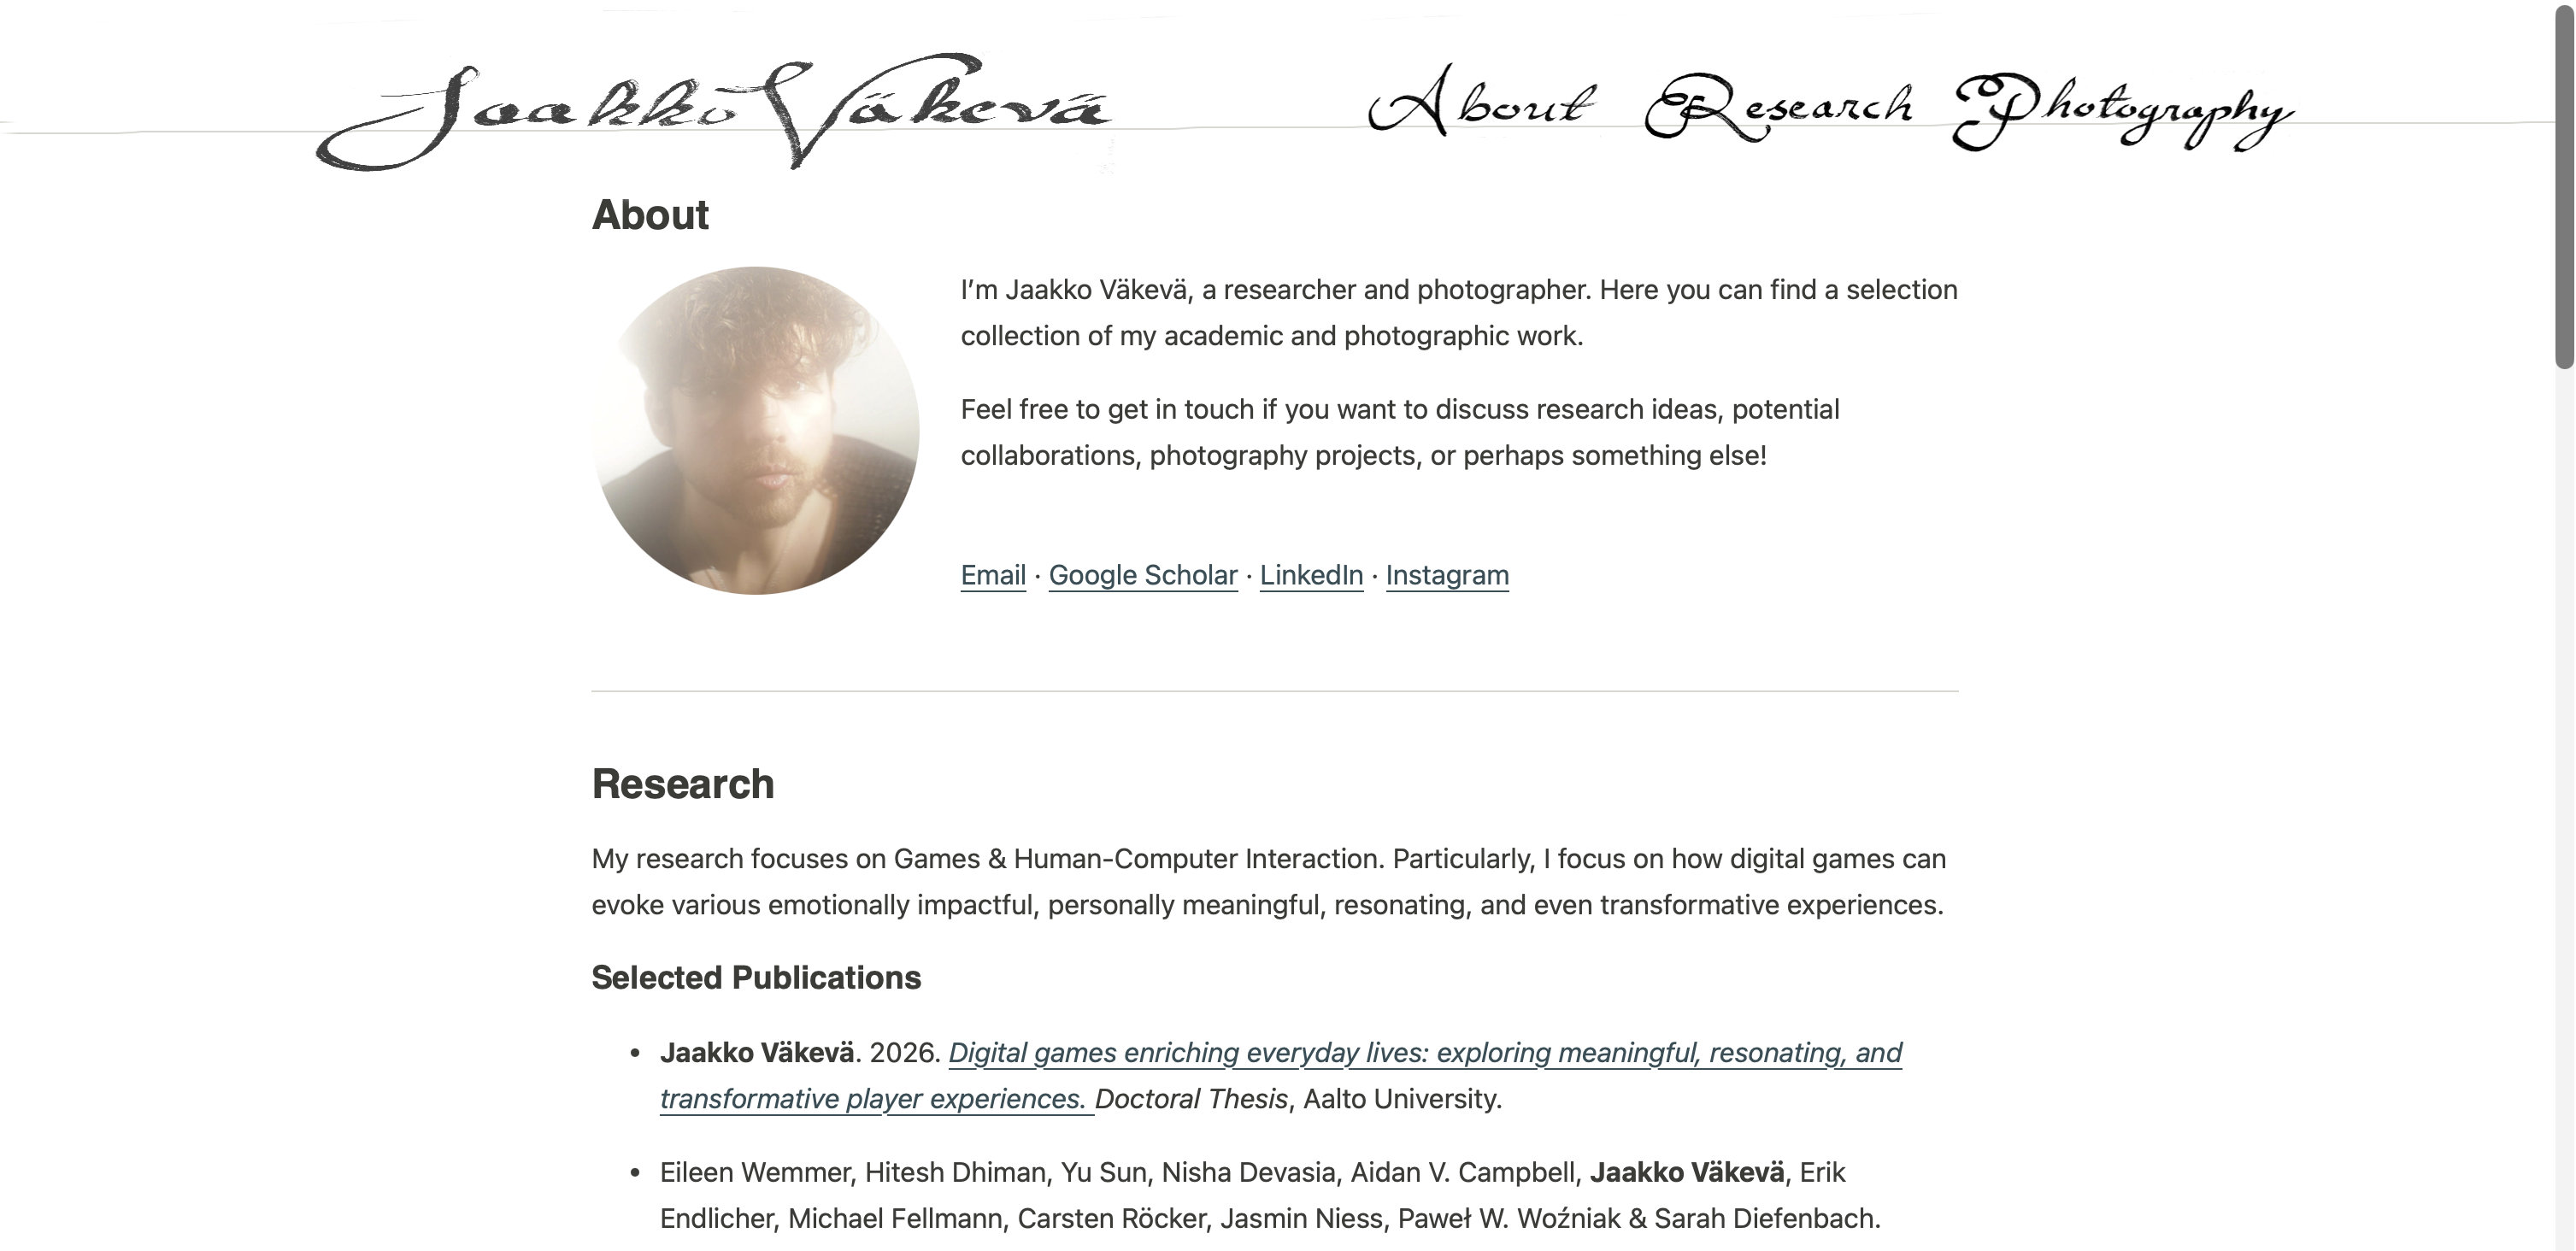 Jaakko Väkevä About Research Photography
About
I'm Jaakko Väkevä, a researcher and photographer. Here you can find a selection
collection of my academic and photographic work.
Feel free to get in touch if you want to discuss research ideas, potential
collaborations, photography projects, or perhaps something else!
Email · Google Scholar · LinkedIn · Instagram
Research
My research focuses on Games & Human-Computer Interaction. Particularly, I focus on how digital games can
evoke various emotionally impactful, personally meaningful, resonating, and even transformative experiences.
Selected Publications
• Jaakko Väkevä. 2026. Digital games enriching everyday lives: exploring meaningful, resonating, and
transformative player experiences. Doctoral Thesis, Aalto University.
• Eileen Wemmer, Hitesh Dhiman, Yu Sun, Nisha Devasia, Aidan V. Campbell, Jaakko Väkevä, Erik
Endlicher, Michael Fellmann, Carsten Röcker, Jasmin Niess, Paweł W. Woźniak & Sarah Diefenbach.